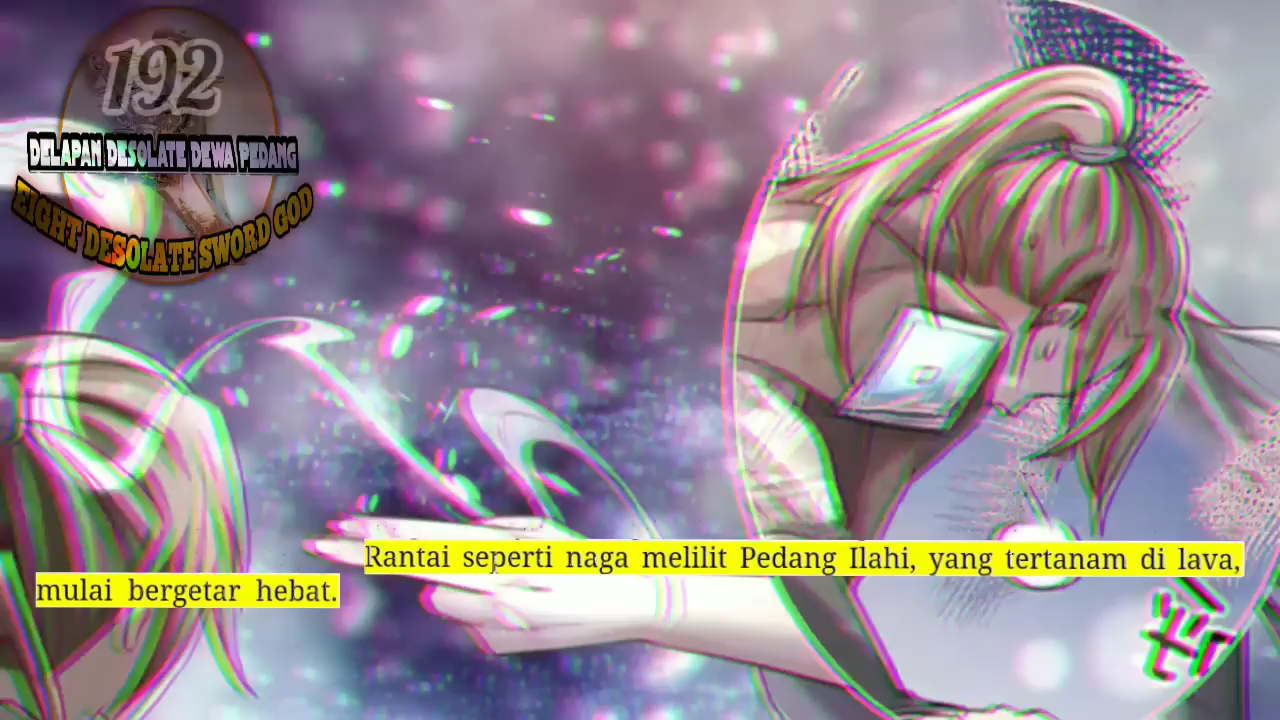 192
DELAPAN DESOLATE DEWA PEDANG
EIGHT DESOLATE SWORD GOD
Rantai seperti naga melilit Pedang Ilahi, yang tertanam di lava,
mulai bergetar hebat.